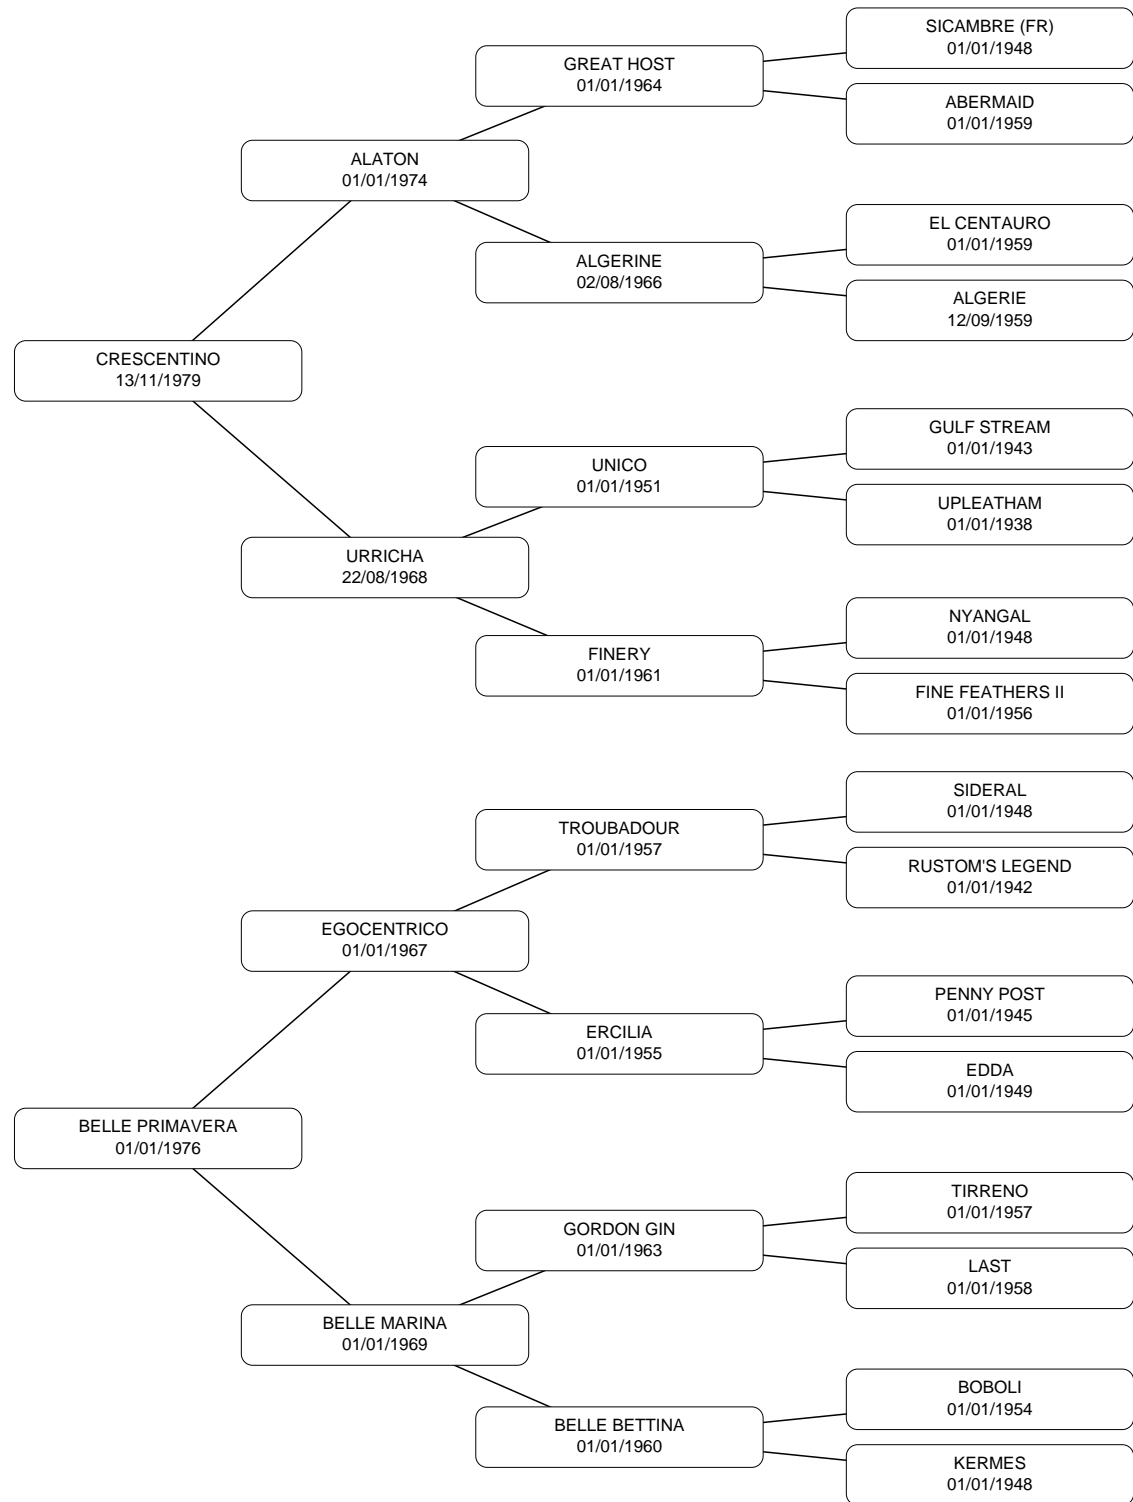 SICAMBRE (FR)
01/01/1948
GREAT HOST
01/01/1964
ABERMAID
01/01/1959
ALATON
01/01/1974
EL CENTAURO
01/01/1959
ALGERINE
02/08/1966
ALGERIE
12/09/1959
CRESCENTINO
13/11/1979
GULF STREAM
01/01/1943
UNICO
01/01/1951
UPLEATHAM
01/01/1938
URRICHA
22/08/1968
NYANGAL
01/01/1948
FINERY
01/01/1961
FINE FEATHERS II
01/01/1956
SIDERAL
01/01/1948
TROUBADOUR
01/01/1957
RUSTOM'S LEGEND
01/01/1942
EGOCENTRICO
01/01/1967
PENNY POST
01/01/1945
ERCILIA
01/01/1955
EDDA
01/01/1949
BELLE PRIMAVERA
01/01/1976
TIRRENO
01/01/1957
GORDON GIN
01/01/1963
LAST
01/01/1958
BELLE MARINA
01/01/1969
BOBOLI
01/01/1954
BELLE BETTINA
01/01/1960
KERMES
01/01/1948